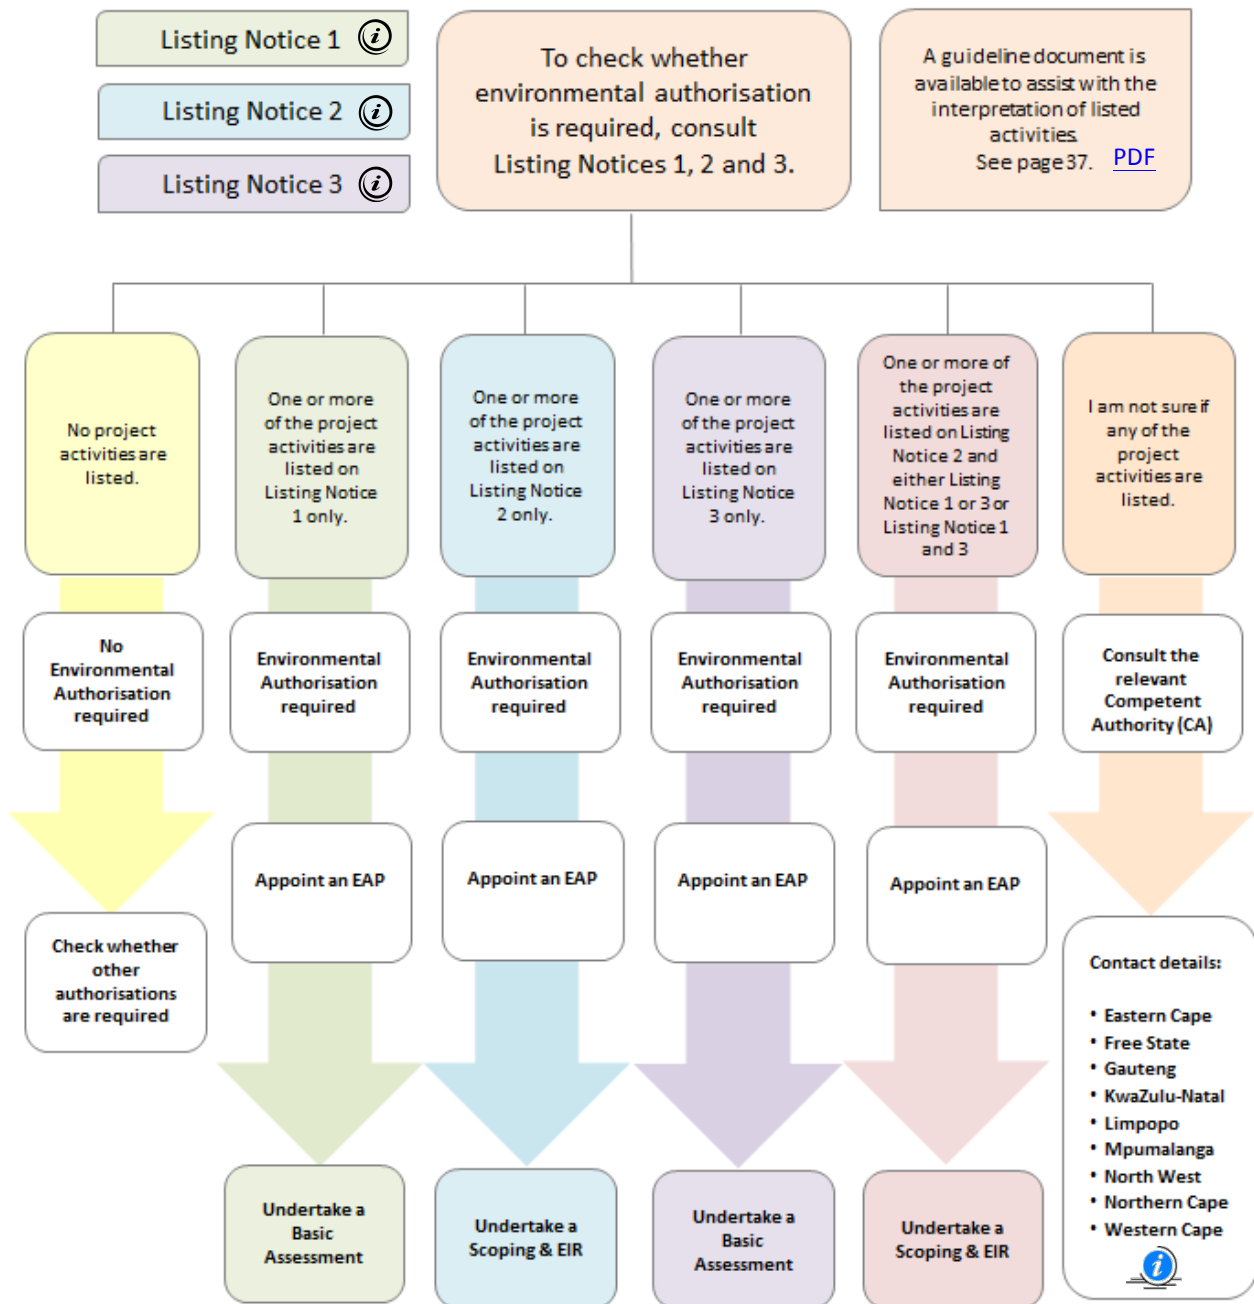 Listing Notice 1
Listing Notice 2
Listing Notice 3
To check whether
environmental authorisation
is required, consult
Listing Notices 1, 2 and 3.
A guideline document is
available to assist with the
interpretation of listed
activities.
See page 37. PDF
No project
activities are
listed.
One or more
of the project
activities are
listed on
Listing Notice
1 only.
One or more
of the project
activities are
listed on
Listing Notice
2 only.
One or more
of the project
activities are
listed on
Listing Notice
3 only.
One or more of
the project
activities are
listed on Listing
Notice 2 and
either Listing
Notice 1 or 3 or
Listing Notice 1
and 3
I am not sure if
any of the
project
activities are
listed.
No
Environmental
Authorisation
required
Environmental
Authorisation
required
Environmental
Authorisation
required
Environmental
Authorisation
required
Environmental
Authorisation
required
Consult the
relevant
Competent
Authority (CA)
Appoint an EAP
Appoint an EAP
Appoint an EAP
Appoint an EAP
Check whether
other
authorisations
are required
Contact details:
• Eastern Cape
• Free State
• Gauteng
• KwaZulu-Natal
• Limpopo
• Mpumalanga
• North West
• Northern Cape
• Western Cape
Undertake a
Basic
Assessment
Undertake a
Scoping & EIR
Undertake a
Basic
Assessment
Undertake a
Scoping & EIR